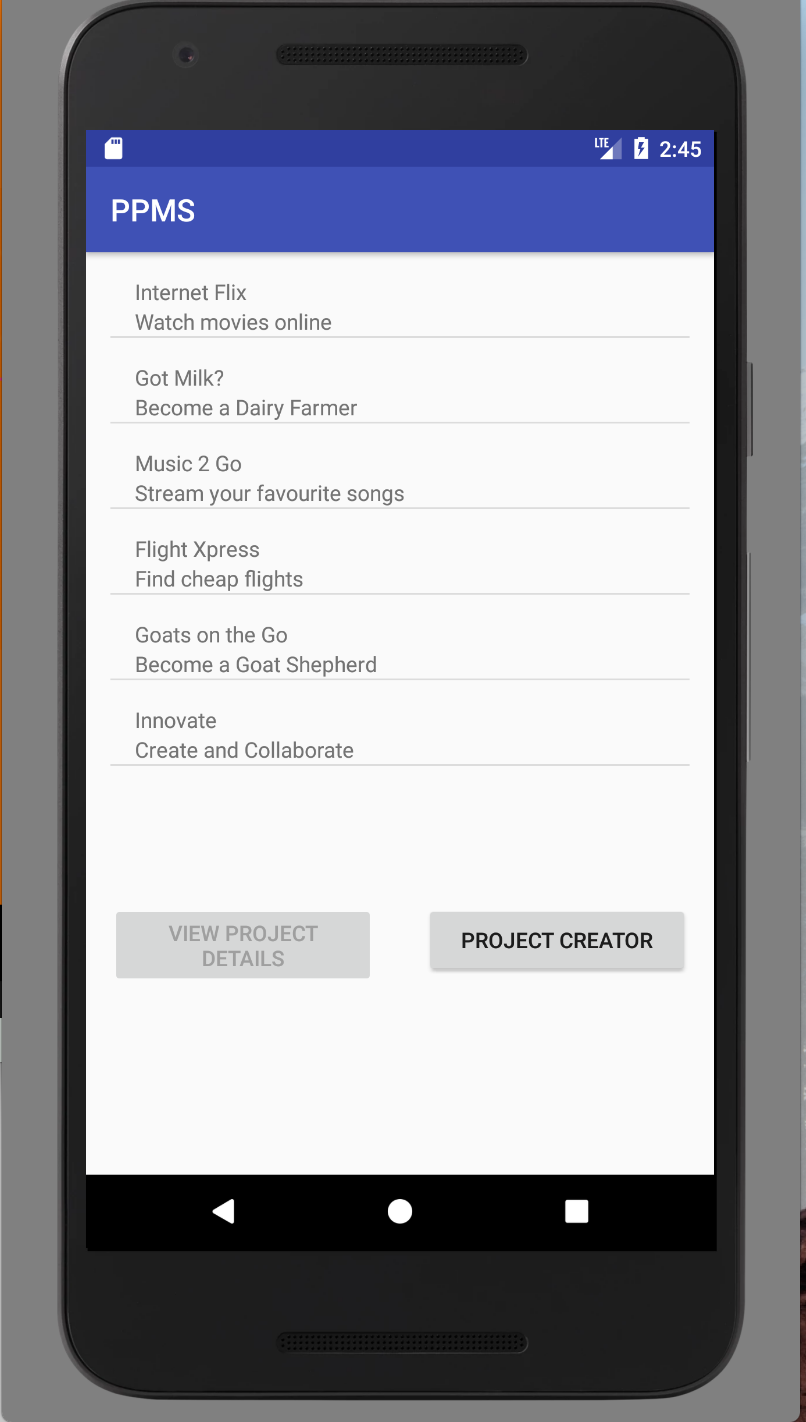 LTE 2:45
PPMS
Internet Flix
Watch movies online
Got Milk?
Become a Dairy Farmer
Music 2 Go
Stream your favourite songs
Flight Xpress
Find cheap flights
Goats on the Go
Become a Goat Shepherd
Innovate
Create and Collaborate
VIEW PROJECT
DETAILS
PROJECT CREATOR